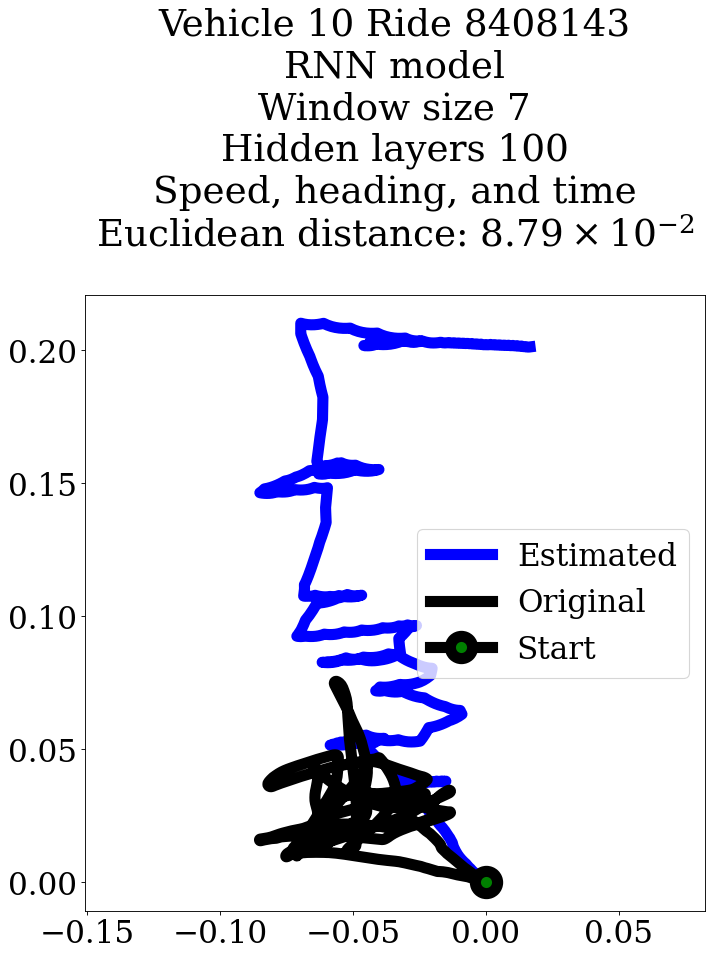 Vehicle 10 Ride 8408143
RNN model
Window size 7
Hidden layers 100
Speed, heading, and time
Euclidean distance: 8.79 × 10⁻²
0.20
0.15
Estimated
0.10
Original
Start
0.05
0.00
−0.15 −0.10 −0.05 0.00 0.05